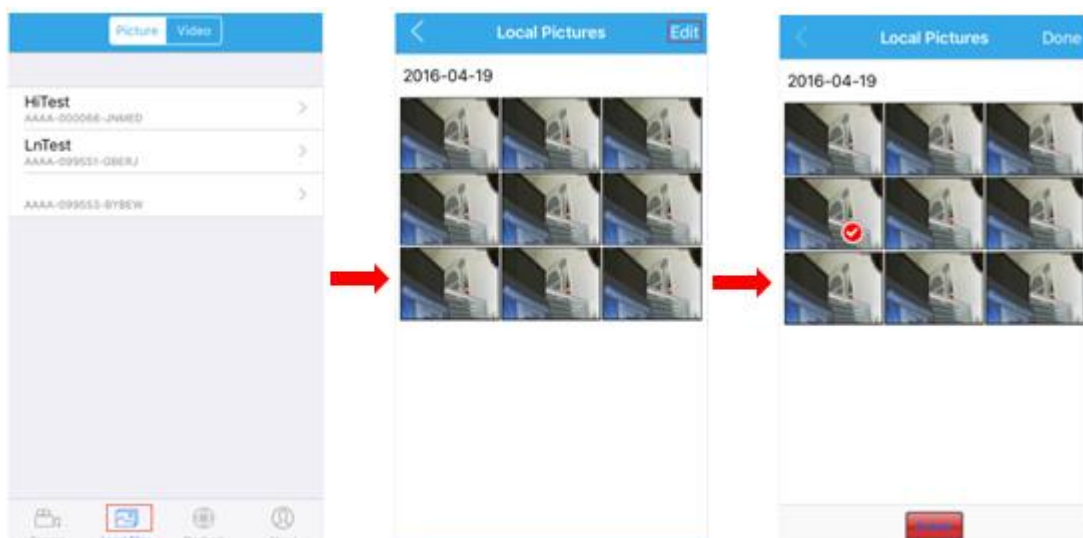 Picture Video
HiTest
AAAA-000066-JNMED
LnTest
AAAA-099551-GBERJ
AAAA-099553-BYBEW
Local Pictures Edit
2016-04-19
Local Pictures Done
2016-04-19